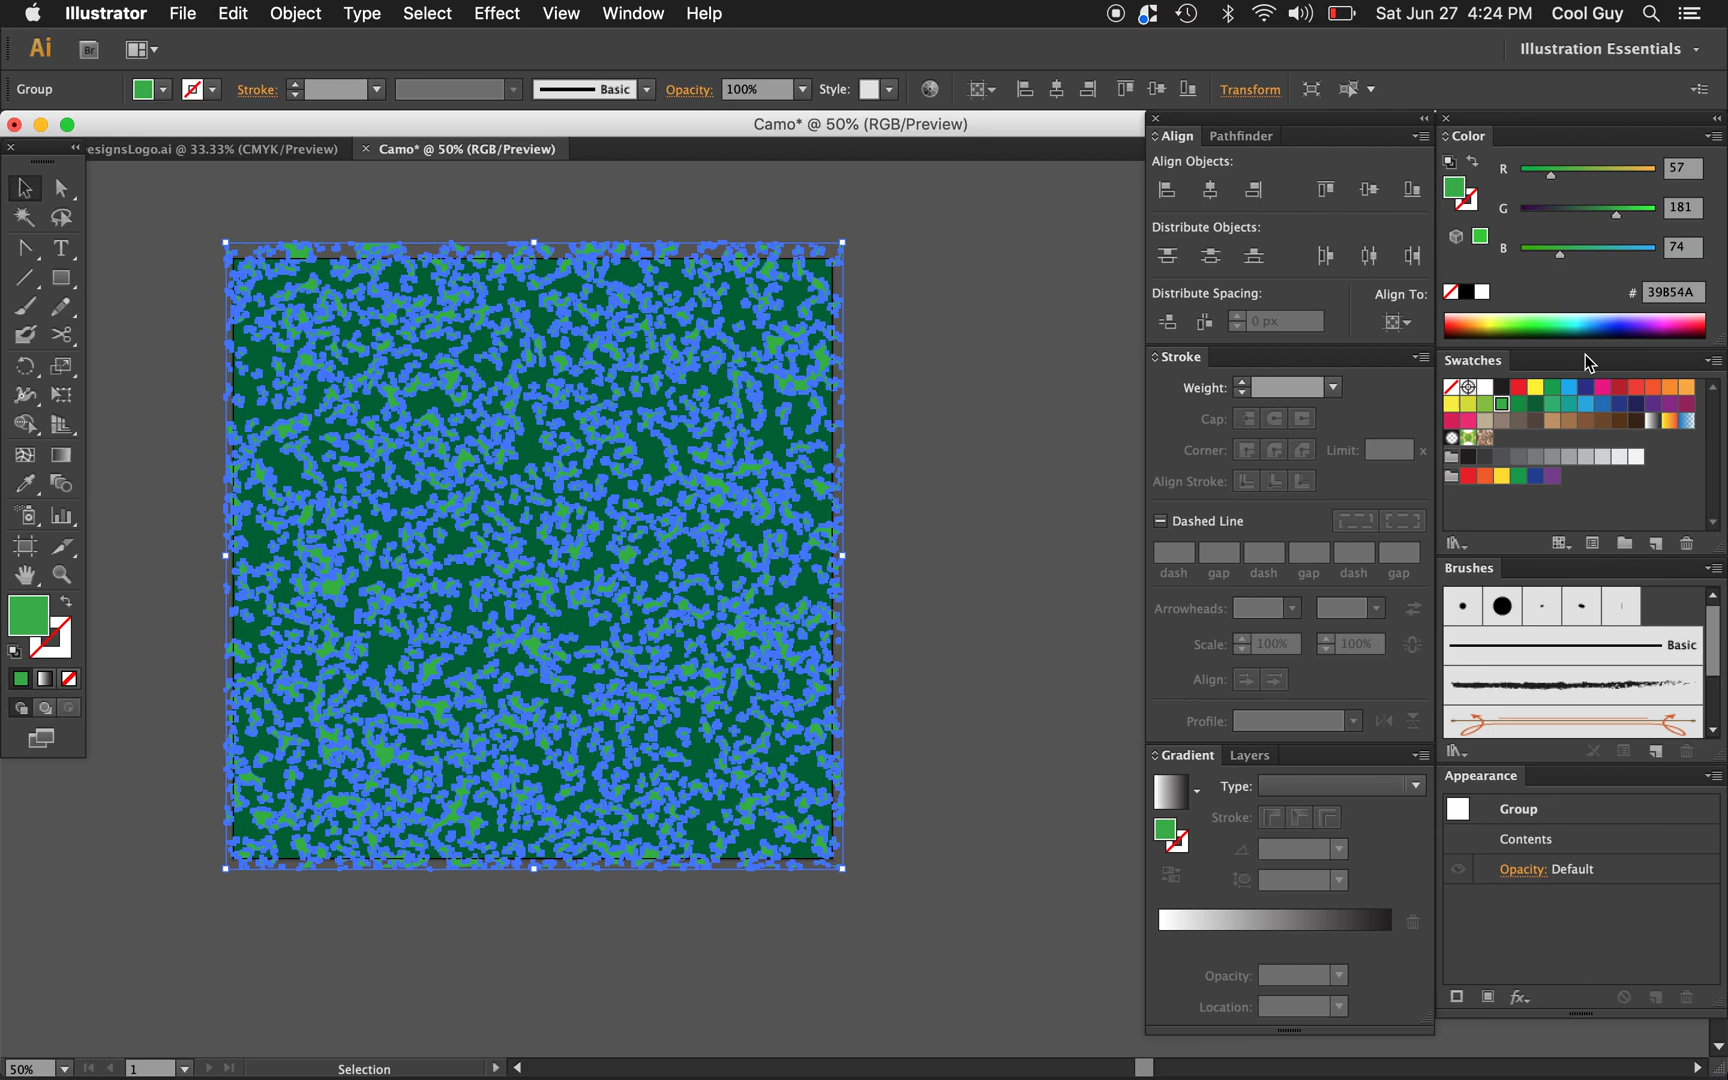 Illustrator File Edit Object Type Select Effect View Window Help Sat Jun 27 4:24 PM Cool Guy
Ai Br Illustration Essentials
Group Stroke: Basic Opacity: 100% Style: Transform
Camo* @ 50% (RGB/Preview)
esignsLogo.ai @ 33.33% (CMYK/Preview) × Camo* @ 50% (RGB/Preview)
Align Pathfinder
Align Objects:
Distribute Objects:
Distribute Spacing: Align To:
0 px
Stroke
Weight:
Cap:
Corner: Limit: x
Align Stroke:
Dashed Line
dash gap dash gap dash gap
Arrowheads:
Scale: 100% 100%
Align:
Profile:
Gradient Layers
Type:
Stroke:
Opacity:
Location:
Color
R 57
G 181
B 74
# 39B54A
Swatches
Brushes
Basic
Appearance
Group
Contents
Opacity: Default
fx
50% 1 Selection